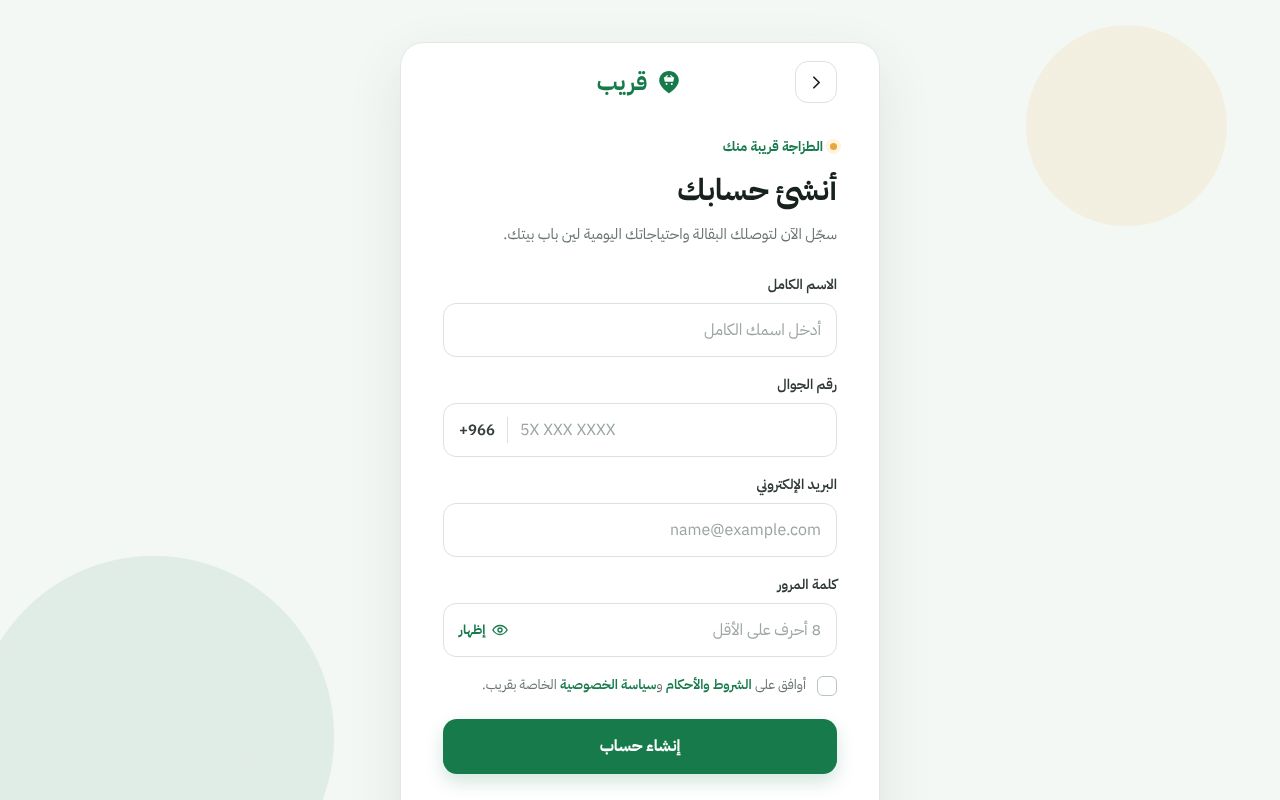 قريب
الطزاجة قريبة منك
أنشئ حسابك
سجّل الآن لتوصلك البقالة واحتياجاتك اليومية لين باب بيتك.
الاسم الكامل
أدخل اسمك الكامل
رقم الجوال
+966 5X XXX XXXX
البريد الإلكتروني
name@example.com
كلمة المرور
8 أحرف على الأقل إظهار
أوافق على الشروط والأحكام وسياسة الخصوصية الخاصة بقريب.
إنشاء حساب